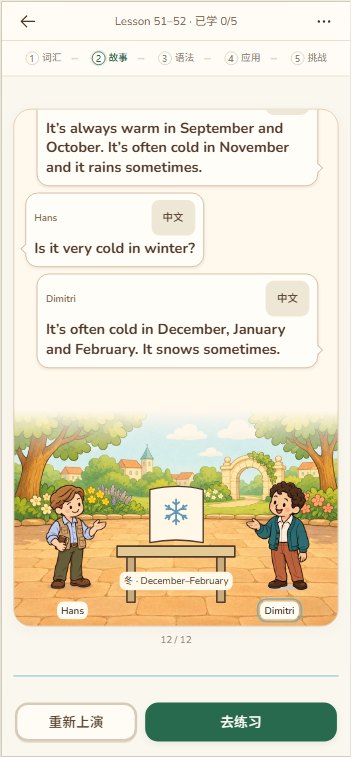 Lesson 51–52 · 已学 0/5
1 词汇 – 2 故事 – 3 语法 – 4 应用 – 5 挑战
It's always warm in September and
October. It's often cold in November
and it rains sometimes.
Hans
中文
Is it very cold in winter?
Dimitri
中文
It's often cold in December, January
and February. It snows sometimes.
冬 · December–February
Hans
Dimitri
12 / 12
重新上演
去练习